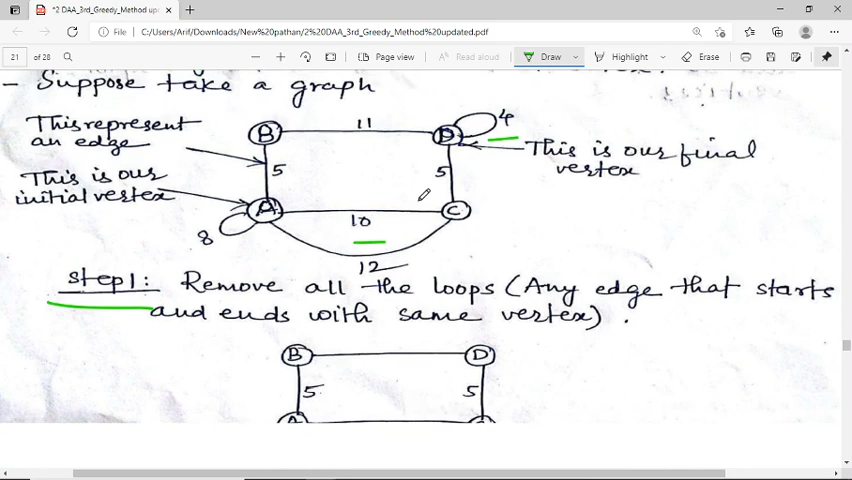 *2 DAA_3rd_Greedy_Method upd
File
C:/Users/Arif/Downloads/New%20pathan/2%20DAA_3rd_Greedy_Method%20updated.pdf
21 of 28
Page view
Read aloud
Draw
Highlight
Erase
- Suppose take a graph
This represent
an edge
This is our
initial vertex
B
11
D
4
This is our final
vertex
5
5
A
10
C
8
12
Step1: Remove all the loops (Any edge that starts
and ends with same vertex).
B
D
5
5